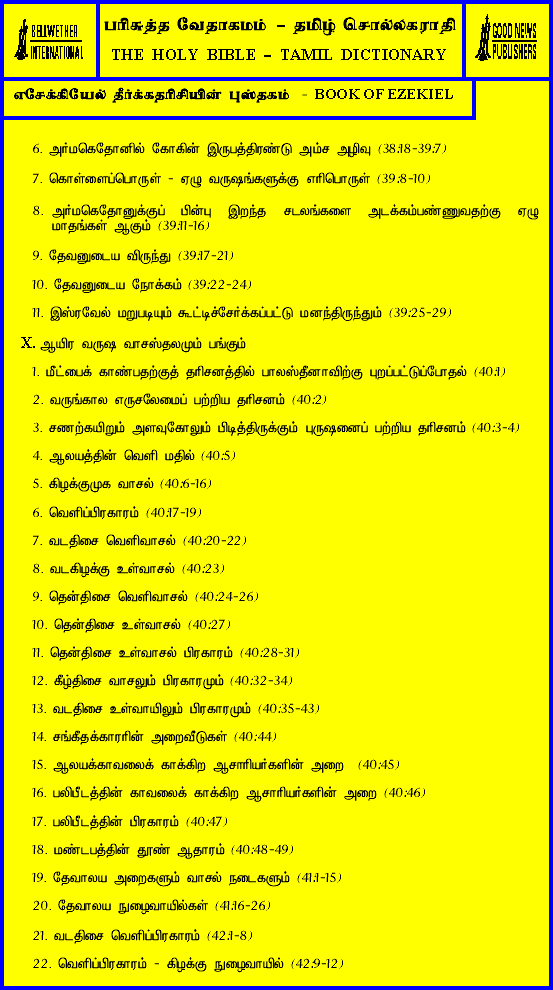 BELLWETHER
INTERNATIONAL
பரிசுத்த வேதாகமம் – தமிழ் சொல்லகராதி
THE HOLY BIBLE – TAMIL DICTIONARY
GOOD NEWS
PUBLISHERS
எசேக்கியேல் தீர்க்கதரிசியின் புஸ்தகம் - BOOK OF EZEKIEL
6. அர்மகெதோனில் கோகின் இருபத்திரண்டு அம்ச அழிவு (38:18-39:7)
7. கொள்ளைப்பொருள் - ஏழு வருஷங்களுக்கு எரிபொருள் (39:8-10)
8. அர்மகெதோனுக்குப் பின்பு இறந்த சடலங்களை அடக்கம்பண்ணுவதற்கு ஏழு
மாதங்கள் ஆகும் (39:11-16)
9. தேவனுடைய விருந்து (39:17-21)
10. தேவனுடைய நோக்கம் (39:22-24)
11. இஸ்ரவேல் மறுபடியும் கூட்டிச்சேர்க்கப்பட்டு மனந்திருந்தும் (39:25-29)
X. ஆயிர வருஷ வாசஸ்தலமும் பங்கும்
1. மீட்பைக் காண்பதற்குத் தரிசனத்தில் பாலஸ்தீனாவிற்கு புறப்பட்டுப்போதல் (40:1)
2. வருங்கால எருசலேமைப் பற்றிய தரிசனம் (40:2)
3. சணற்கயிறும் அளவுகோலும் பிடித்திருக்கும் புருஷனைப் பற்றிய தரிசனம் (40:3-4)
4. ஆலயத்தின் வெளி மதில் (40:5)
5. கிழக்குமுக வாசல் (40:6-16)
6. வெளிப்பிரகாரம் (40:17-19)
7. வடதிசை வெளிவாசல் (40:20-22)
8. வடகிழக்கு உள்வாசல் (40:23)
9. தென்திசை வெளிவாசல் (40:24-26)
10. தென்திசை உள்வாசல் (40:27)
11. தென்திசை உள்வாசல் பிரகாரம் (40:28-31)
12. கீழ்திசை வாசலும் பிரகாரமும் (40:32-34)
13. வடதிசை உள்வாயிலும் பிரகாரமும் (40:35-43)
14. சங்கீதக்காரரின் அறைவீடுகள் (40:44)
15. ஆலயக்காவலைக் காக்கிற ஆசாரியர்களின் அறை (40:45)
16. பலிபீடத்தின் காவலைக் காக்கிற ஆசாரியர்களின் அறை (40:46)
17. பலிபீடத்தின் பிரகாரம் (40:47)
18. மண்டபத்தின் தூண் ஆதாரம் (40:48-49)
19. தேவாலய அறைகளும் வாசல் நடைகளும் (41:1-15)
20. தேவாலய நுழைவாயில்கள் (41:16-26)
21. வடதிசை வெளிப்பிரகாரம் (42:1-8)
22. வெளிப்பிரகாரம் - கிழக்கு நுழைவாயில் (42:9-12)